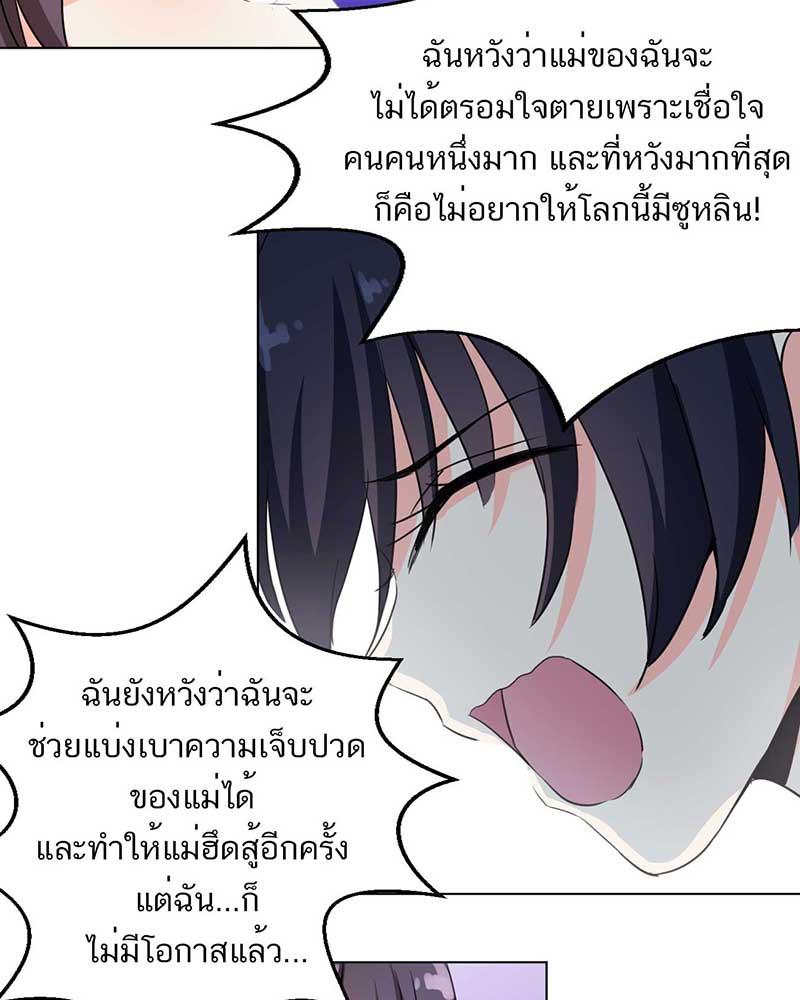 ฉันหวังว่าแม่ของฉันจะ
ไม่ได้ตรอมใจตายเพราะเชื่อใจ
คนคนหนึ่งมาก และที่หวังมากที่สุด
ก็คือไม่อยากให้โลกนี้มีซูหลิน!
ฉันยังหวังว่าฉันจะ
ช่วยแบ่งเบาความเจ็บปวด
ของแม่ได้
และทำให้แม่ฮึดสู้อีกครั้ง
แต่ฉัน...ก็
ไม่มีโอกาสแล้ว...